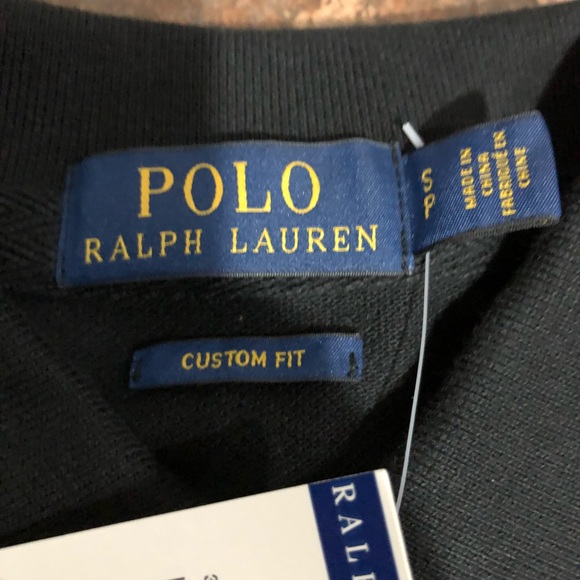 POLO
RALPH LAUREN
S
P
MADE IN
CHINA
FABRIQUÉ EN
CHINE
CUSTOM FIT
RAL
®